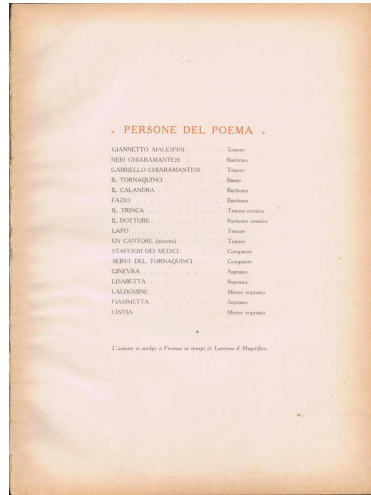 . PERSONE DEL POEMA .
GIANNETTO MALESPINI . . . . . . Tenore
NERI CHIARAMANTESI . . . . . . Baritono
GABRIELLO CHIARAMANTESI . . Tenore
IL TORNAQUINCI . . . . . . . . Basso
IL CALANDRA . . . . . . . . . Baritono
FAZIO . . . . . . . . . . . . Baritono
IL TRINCA . . . . . . . . . . Tenore comico
IL DOTTORE . . . . . . . . . . Baritono comico
LAPO . . . . . . . . . . . . Tenore
UN CANTORE (interno) . . . . . . Tenore
STAFFIERI DEI MEDICI . . . . . . Comparse
SERVI DEL TORNAQUINCI . . . . . Comparse
GINEVRA . . . . . . . . . . . Soprano
LISABETTA . . . . . . . . . . Soprano
LALDOMINE . . . . . . . . . . Mezzo soprano
FIAMMETTA . . . . . . . . . . Soprano
CINTIA . . . . . . . . . . . Mezzo soprano
L'azione si svolge a Firenze ai tempi di Lorenzo il Magnifico.